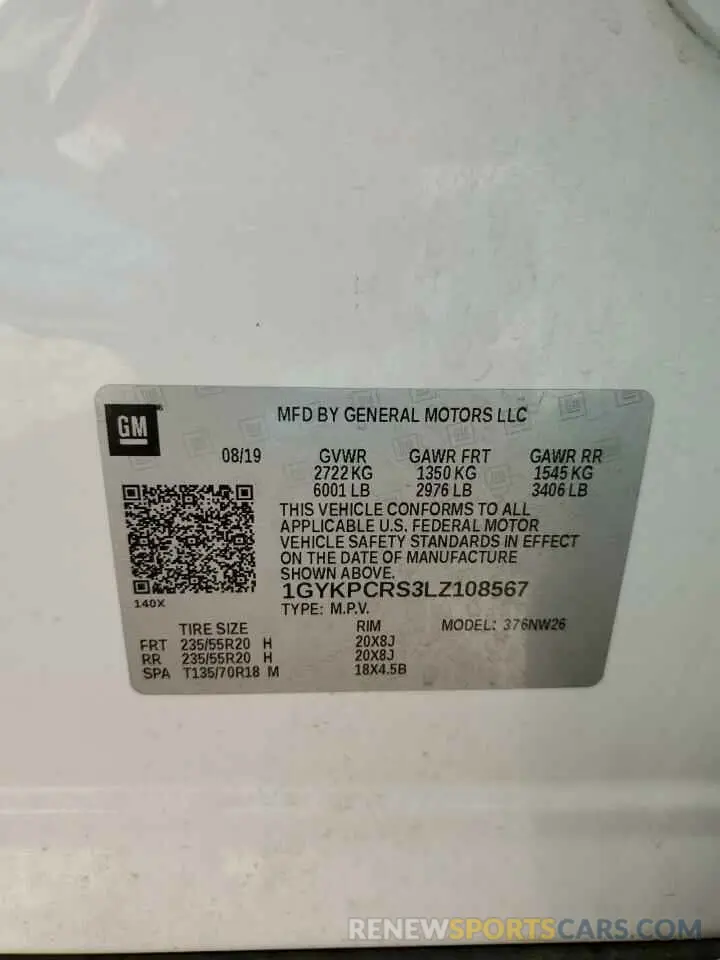 GM
MFD BY GENERAL MOTORS LLC
08/19 GVWR GAWR FRT GAWR RR
2722 KG 1350 KG 1545 KG
6001 LB 2976 LB 3406 LB
THIS VEHICLE CONFORMS TO ALL
APPLICABLE U.S. FEDERAL MOTOR
VEHICLE SAFETY STANDARDS IN EFFECT
ON THE DATE OF MANUFACTURE
SHOWN ABOVE.
1GYKPCRS3LZ108567
140X
TYPE: M.P.V.
TIRE SIZE RIM MODEL: 376NW26
FRT 235/55R20 H 20X8J
RR 235/55R20 H 20X8J
SPA T135/70R18 M 18X4.5B
RENEWSPORTSCARS.COM